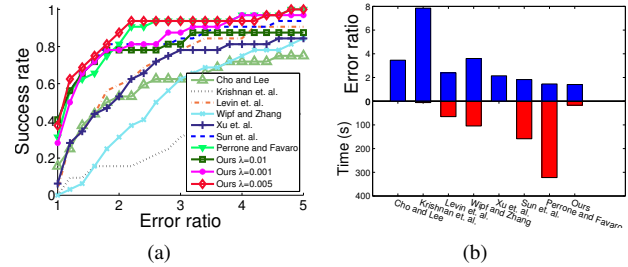 Success rate
1
0.8
0.6
0.4
0.2
0
1 2 3 4 5
Error ratio
Cho and Lee
Krishnan et. al.
Levin et. al.
Wipf and Zhang
Xu et. al.
Sun et. al.
Perrone and Favaro
Ours λ=0.01
Ours λ=0.001
Ours λ=0.005
(a)
Error ratio
8
6
4
2
0
Time (s)
100
200
300
400
Cho and Lee
Krishnan et. al.
Levin et. al.
Wipf and Zhang
Xu et. al.
Sun et. al.
Perrone and Favaro
Ours
(b)